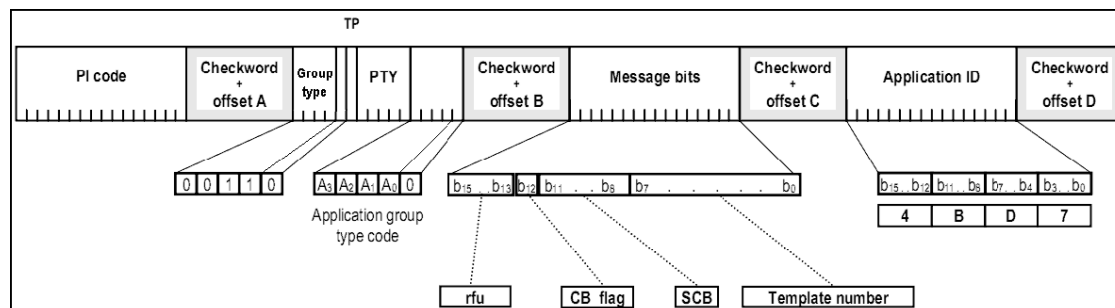 TP
PI code Checkword + offset A Group type PTY Checkword + offset B Message bits Checkword + offset C Application ID Checkword + offset D
0 0 1 1 0 A3 A2 A1 A0 0 b15 . . b13 b12 b11 . . b8 b7 . . . . . b0 b15 . . b12 b11 . . b8 b7 . . b4 b3 . . b0
Application group type code 4 B D 7
rfu CB flag SCB Template number